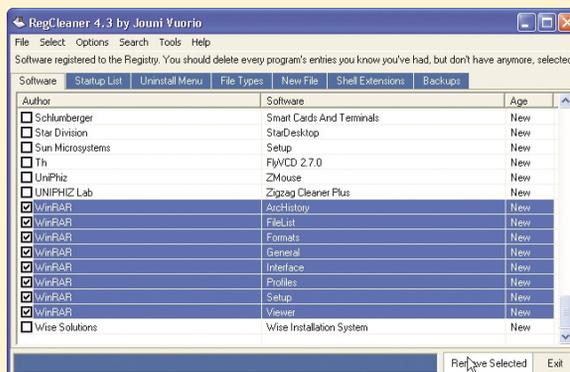 RegCleaner 4.3 by Jouni Vuorio
File Select Options Search Tools Help
Software registered to the Registry. You should delete every program's entries you know you've had, but don't have anymore, selected
Software Startup List Uninstall Menu File Types New File Shell Extensions Backups
Author Software Age
Schlumberger Smart Cards And Terminals New
Star Division StarDesktop New
Sun Microsystems Setup New
Th FlyVCD 2.7.0 New
UniPhiz ZMouse New
UNIPHIZ Lab Zigzag Cleaner Plus New
WinRAR ArcHistory New
WinRAR FileList New
WinRAR Formats New
WinRAR General New
WinRAR Interface New
WinRAR Profiles New
WinRAR Setup New
WinRAR Viewer New
Wise Solutions Wise Installation System New
Remove Selected Exit